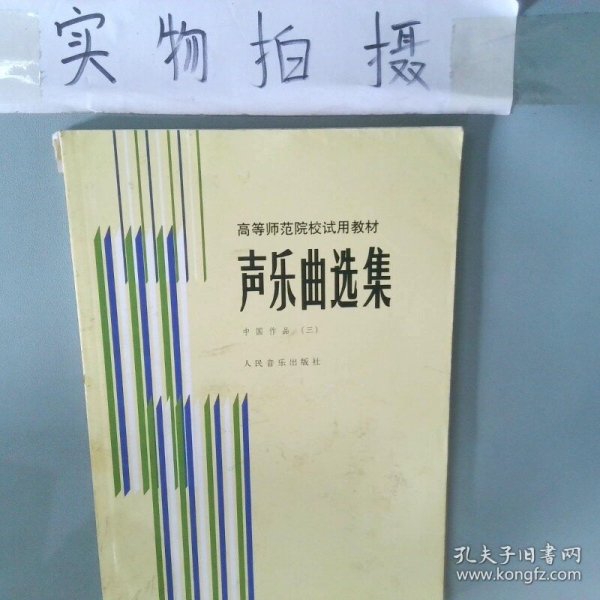 实物拍摄
高等师范院校试用教材
声乐曲选集
中国作品（三）
人民音乐出版社
孔夫子旧书网
www.kongfz.com